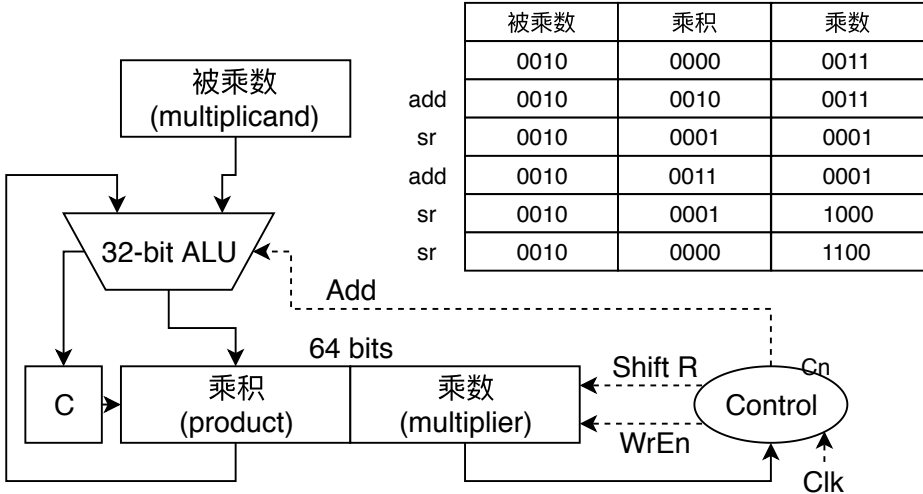 被乘数 乘积 乘数
0010 0000 0011
add 0010 0010 0011
sr 0010 0001 0001
add 0010 0011 0001
sr 0010 0001 1000
sr 0010 0000 1100
被乘数
(multiplicand)
32-bit ALU
Add
64 bits
C
乘积
(product)
乘数
(multiplier)
Shift R
WrEn
Cn
Control
Clk